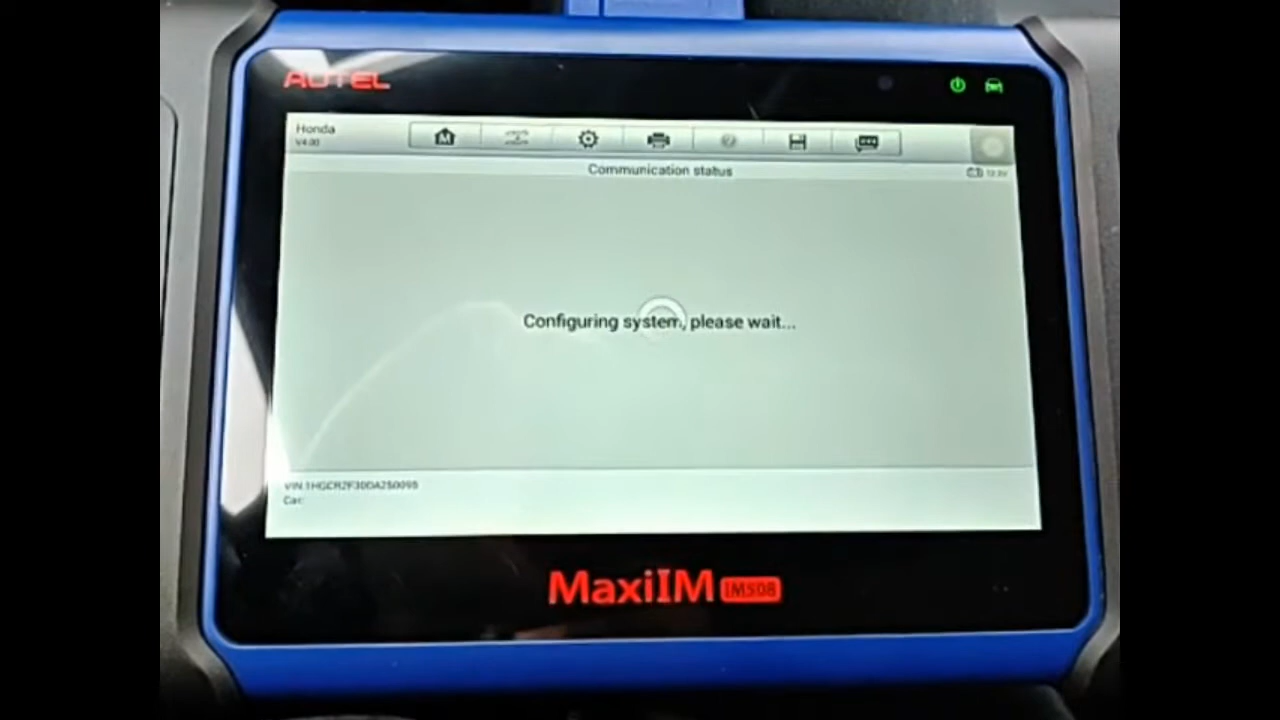 AUTEL
Honda
V4.00
Communication status
Configuring system, please wait...
Car:
MaxiIM IM508